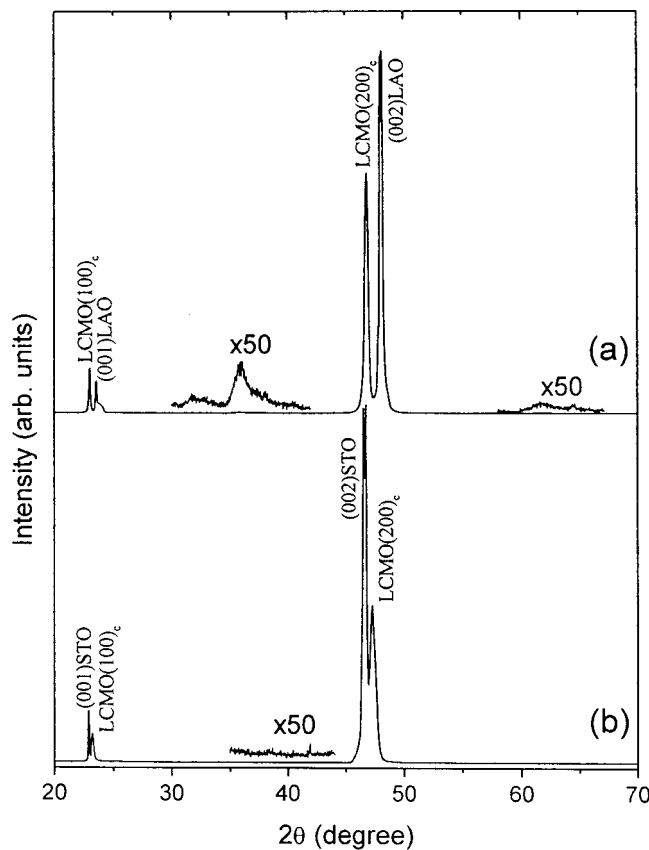 Intensity (arb. units)
LCMO(100)c
(001)LAO
x50
LCMO(200)c
(002)LAO
(a)
x50
(001)STO
LCMO(100)c
x50
(002)STO
LCMO(200)c
(b)
20 30 40 50 60 70
2θ (degree)